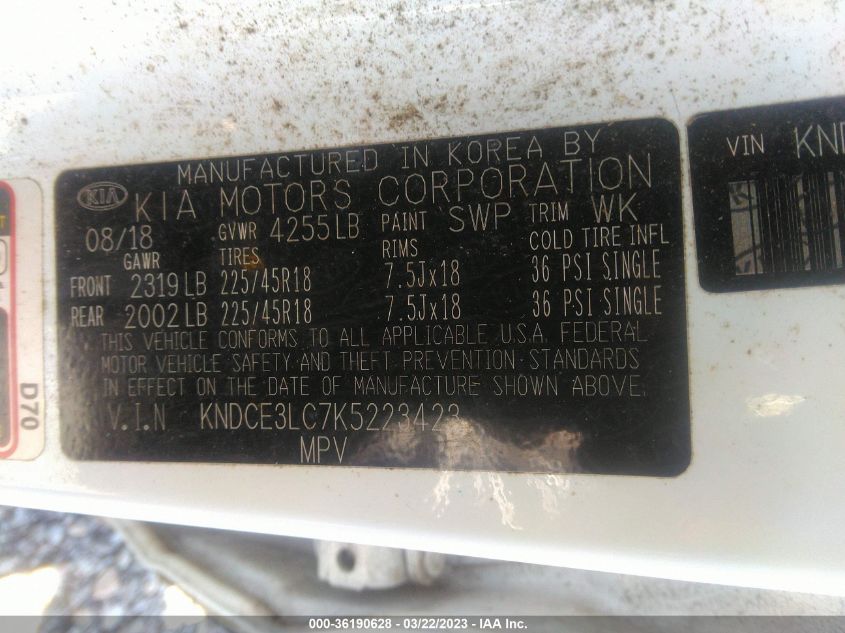 MANUFACTURED IN KOREA BY
KIA KIA MOTORS CORPORATION
08/18 GVWR 4255LB PAINT SWP TRIM WK
GAWR TIRES RIMS COLD TIRE INFL
FRONT 2319LB 225/45R18 7.5Jx18 36 PSI SINGLE
REAR 2002LB 225/45R18 7.5Jx18 36 PSI SINGLE
THIS VEHICLE CONFORMS TO ALL APPLICABLE U.S.A. FEDERAL
MOTOR VEHICLE SAFETY AND THEFT PREVENTION STANDARDS
IN EFFECT ON THE DATE OF MANUFACTURE SHOWN ABOVE.
V.I.N KNDCE3LC7K5223423
MPV
VIN KND
D70
000-36190628 - 03/22/2023 - IAA Inc.